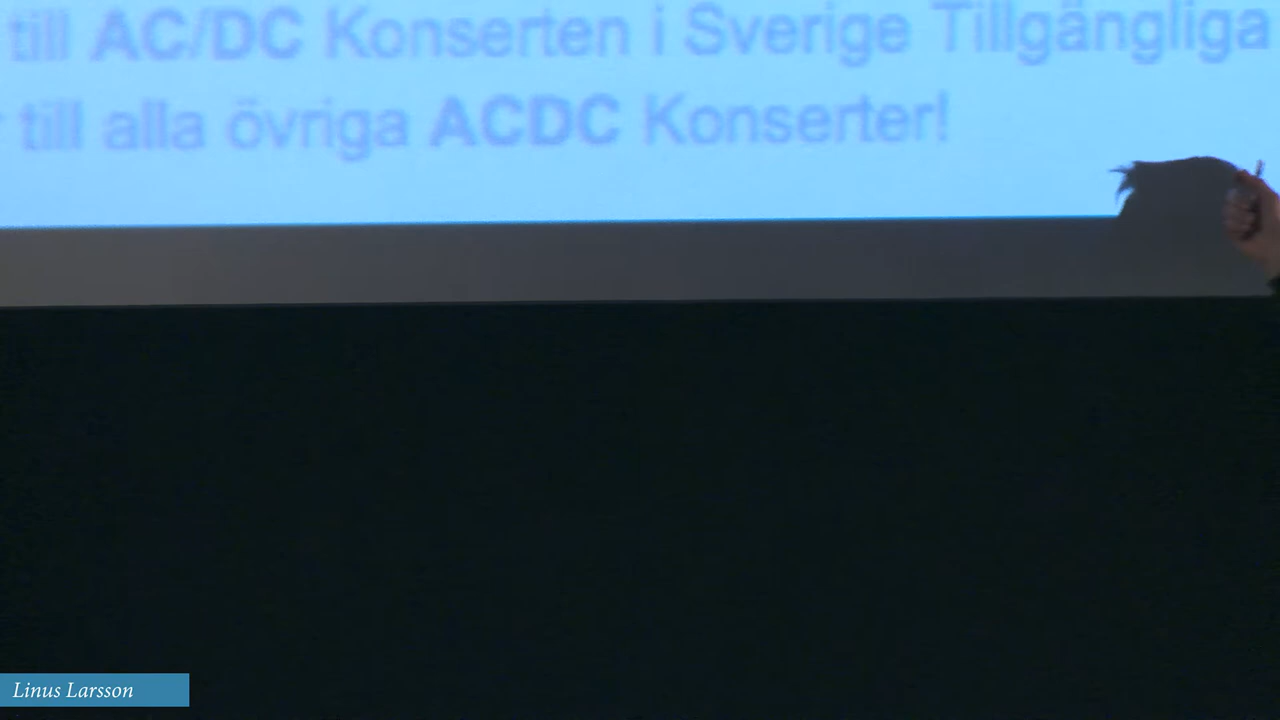 till AC/DC Konserten i Sverige Tillgängliga
till alla övriga ACDC Konserter!
Linus Larsson